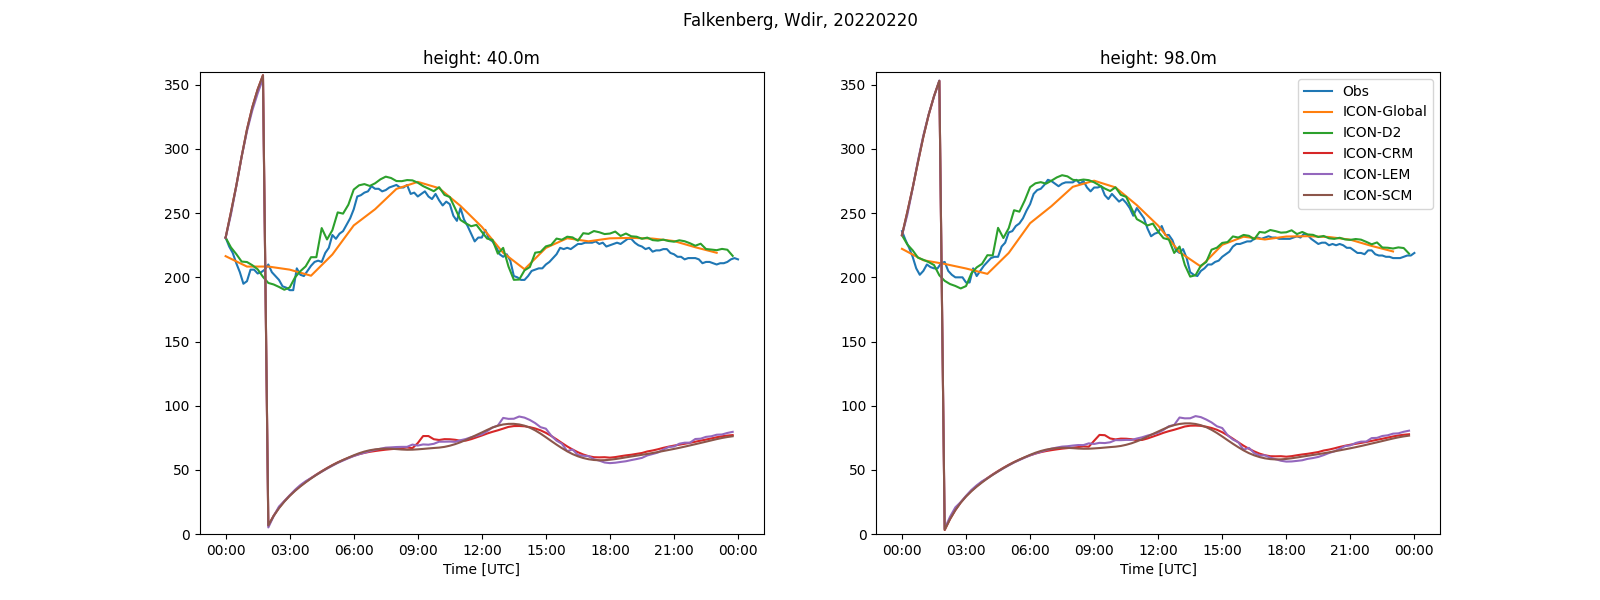 Falkenberg, Wdir, 20220220
height: 40.0m
350
300
250
200
150
100
50
0
00:00 03:00 06:00 09:00 12:00 15:00 18:00 21:00 00:00
Time [UTC]
height: 98.0m
350
300
250
200
150
100
50
0
00:00 03:00 06:00 09:00 12:00 15:00 18:00 21:00 00:00
Time [UTC]
Obs
ICON-Global
ICON-D2
ICON-CRM
ICON-LEM
ICON-SCM